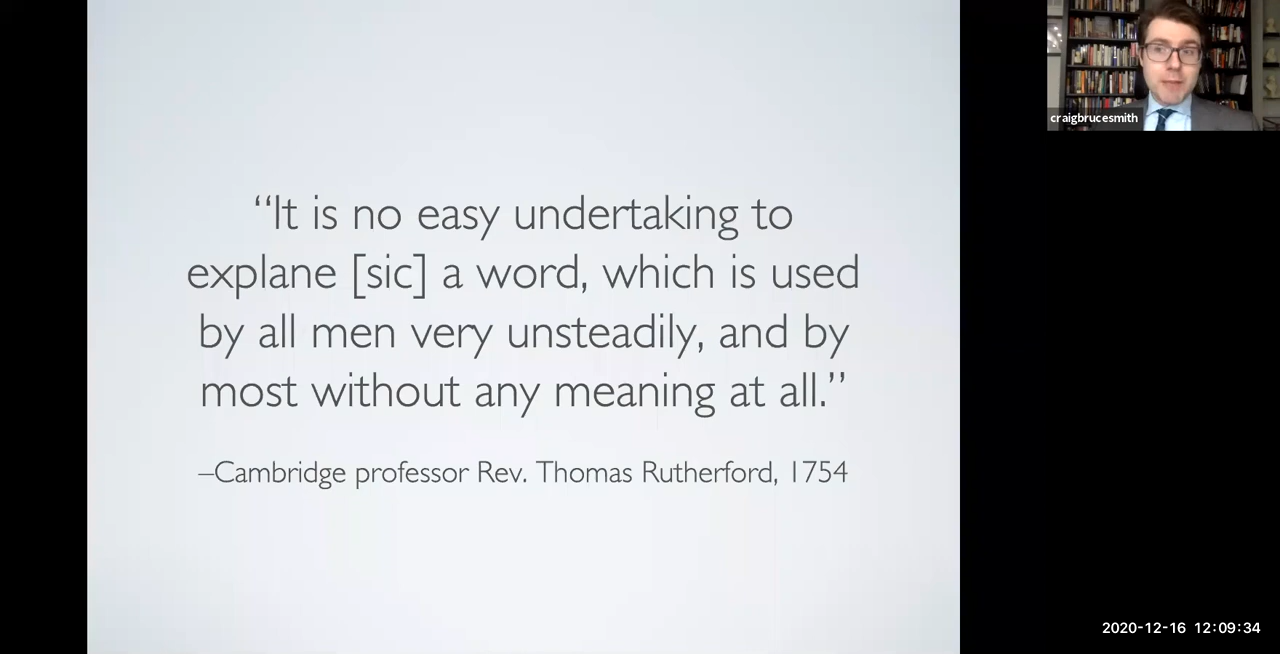 “It is no easy undertaking to
explane [sic] a word, which is used
by all men very unsteadily, and by
most without any meaning at all.”
–Cambridge professor Rev. Thomas Rutherford, 1754
craigbrucesmith
2020-12-16 12:09:34